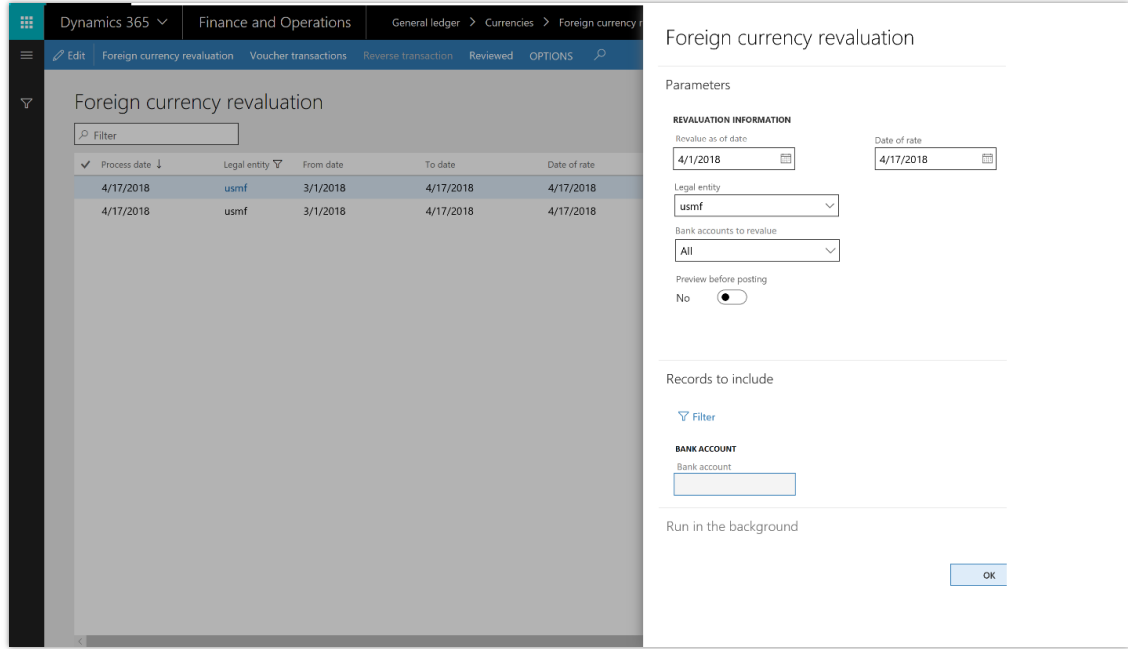 Dynamics 365 Finance and Operations General ledger > Currencies > Foreign currency
Edit Foreign currency revaluation Voucher transactions Reverse transaction Reviewed OPTIONS
Foreign currency revaluation
Filter
Process date Legal entity From date To date Date of rate
4/17/2018 usmf 3/1/2018 4/17/2018 4/17/2018
4/17/2018 usmf 3/1/2018 4/17/2018 4/17/2018
Foreign currency revaluation
Parameters
REVALUATION INFORMATION
Revalue as of date Date of rate
4/1/2018 4/17/2018
Legal entity
usmf
Bank accounts to revalue
All
Preview before posting
No
Records to include
Filter
BANK ACCOUNT
Bank account
Run in the background
OK